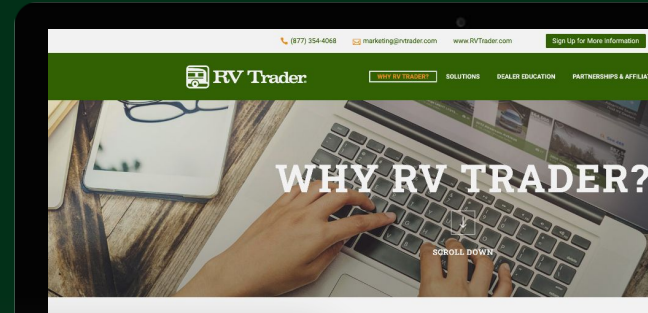 (877) 354-4068 marketing@rvtrader.com www.RVTrader.com Sign Up for More Information
RV Trader WHY RV TRADER? SOLUTIONS DEALER EDUCATION PARTNERSHIPS & AFFILIAT
WHY RV TRADER?
SCROLL DOWN